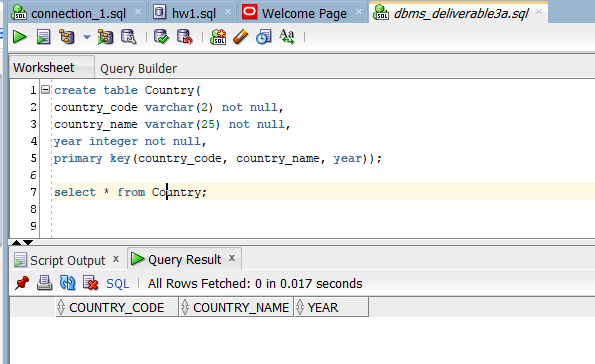 connection_1.sql hw1.sql Welcome Page dbms_deliverable3a.sql
Worksheet Query Builder
1 create table Country(
2 country_code varchar(2) not null,
3 country_name varchar(25) not null,
4 year integer not null,
5 primary key(country_code, country_name, year));
6
7 select * from Country;
8
9
Script Output x Query Result x
SQL All Rows Fetched: 0 in 0.017 seconds
COUNTRY_CODE COUNTRY_NAME YEAR